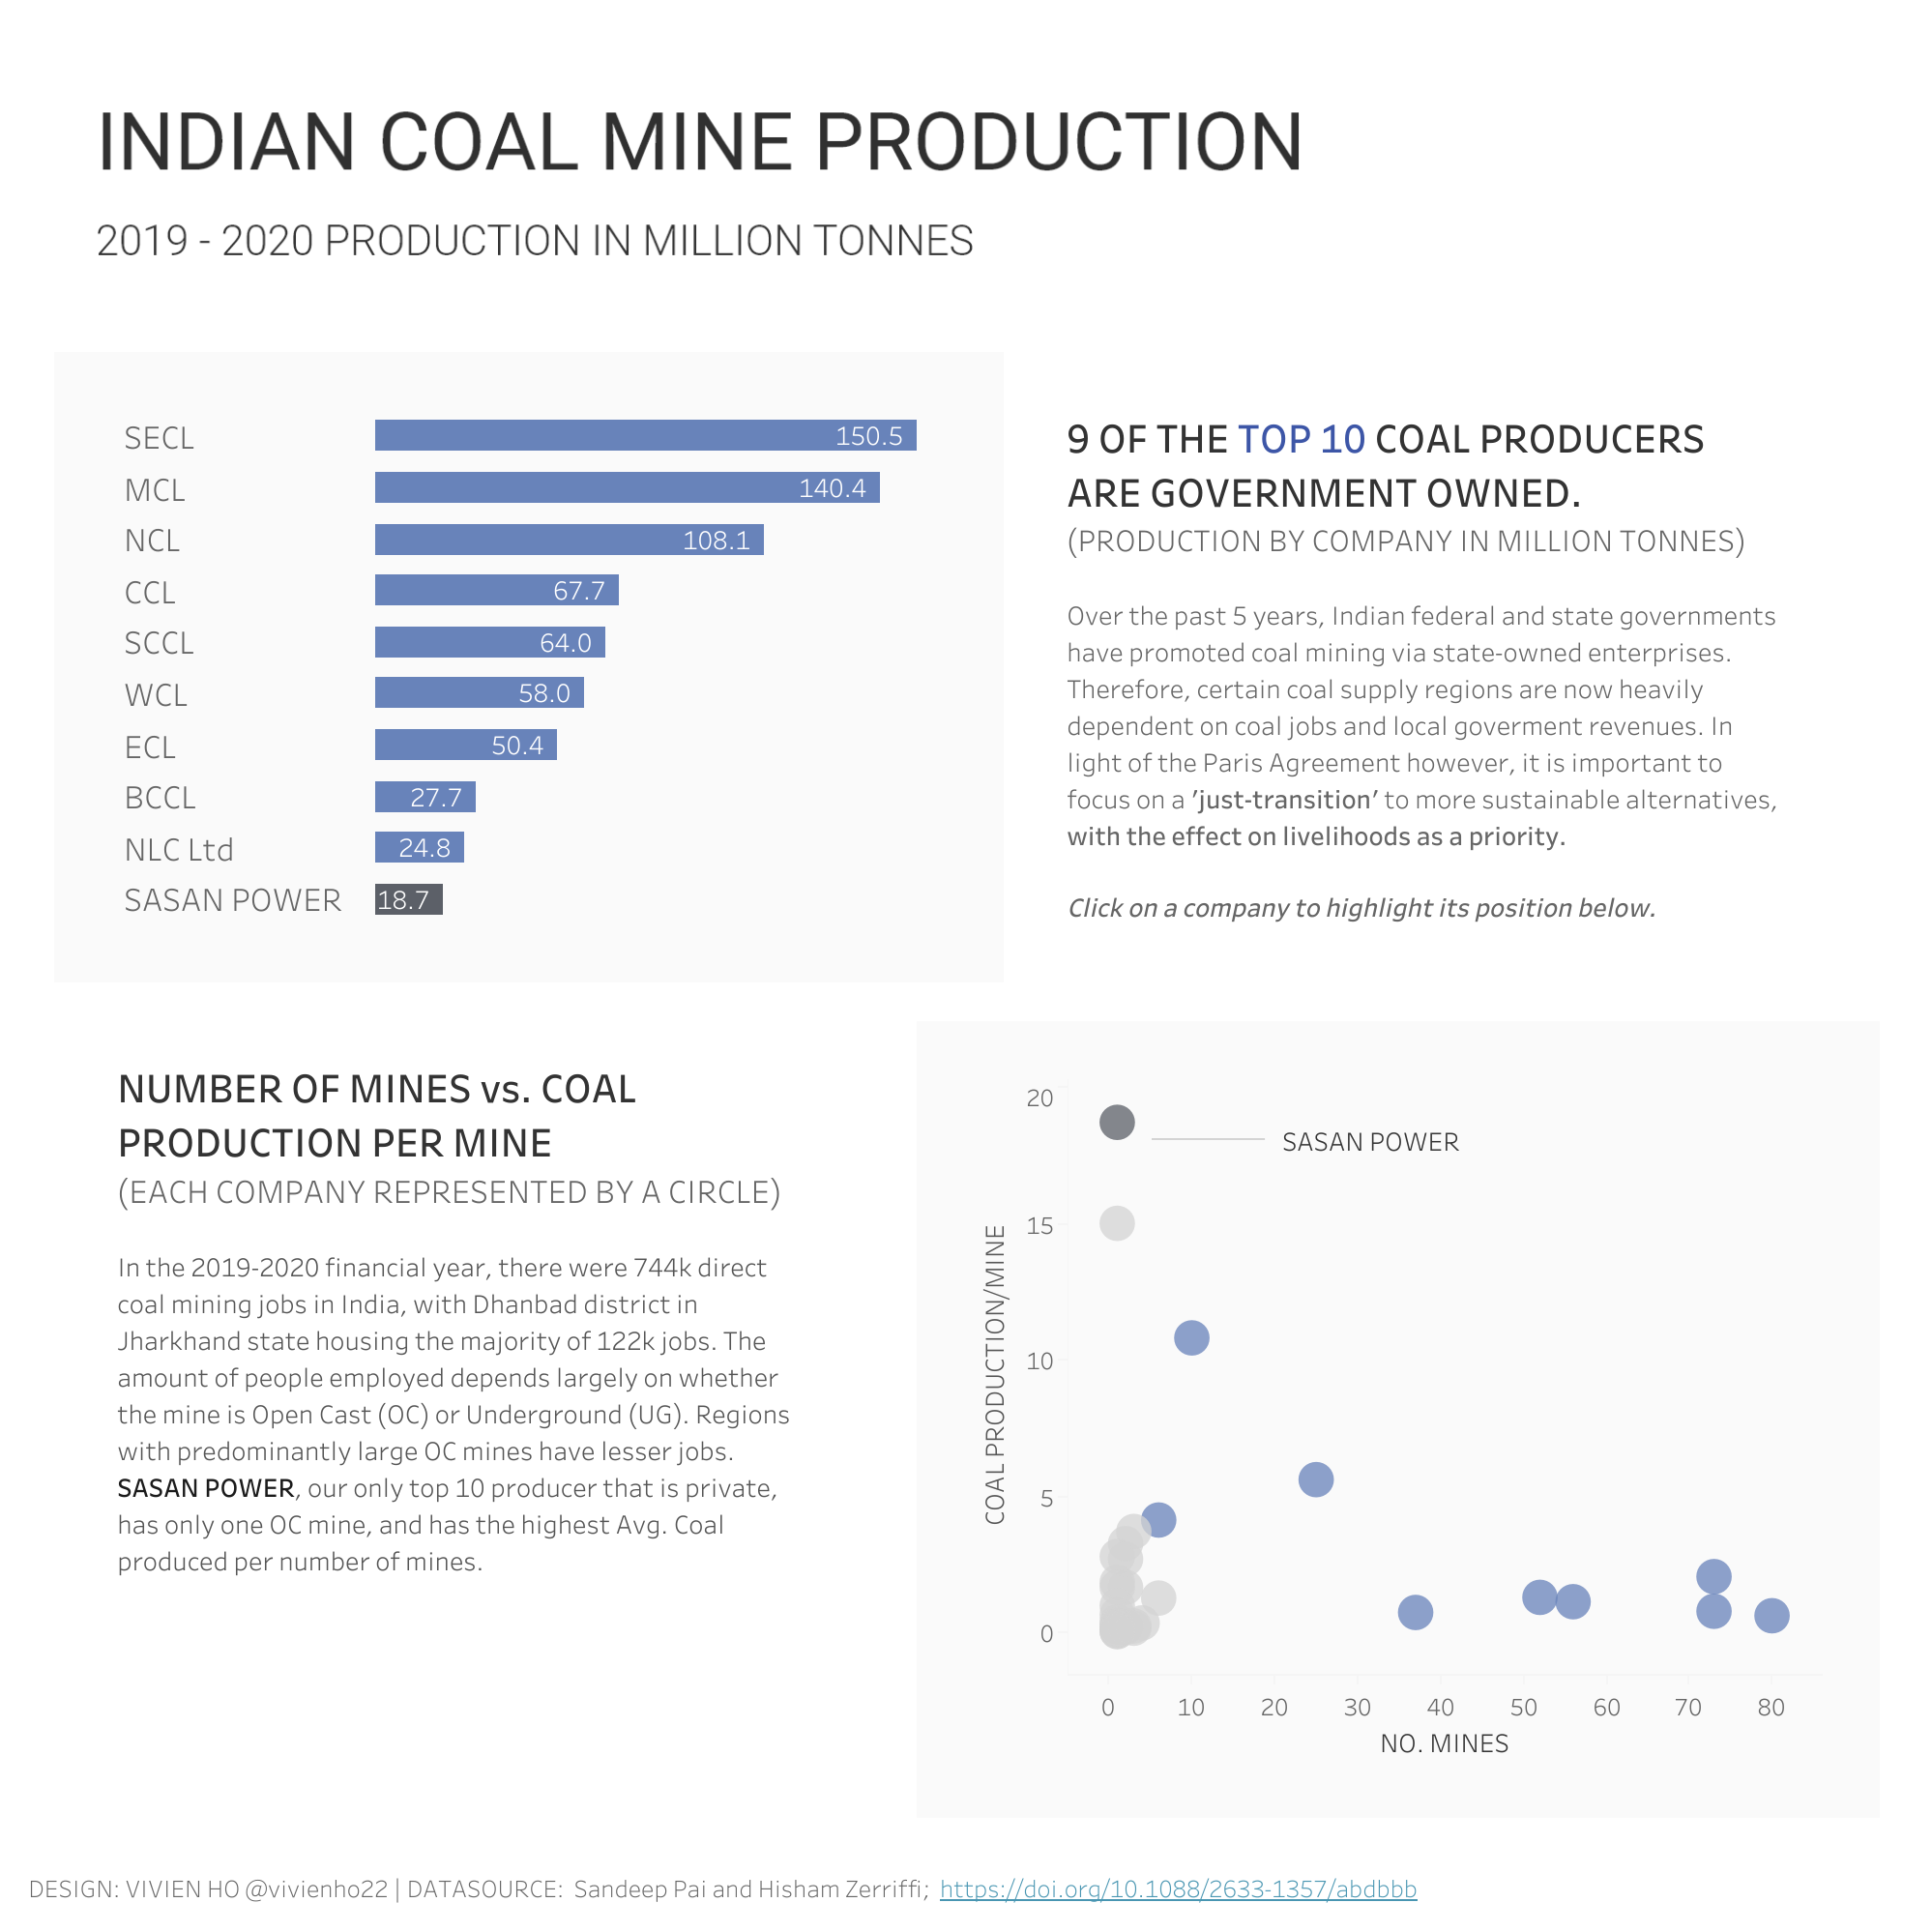 INDIAN COAL MINE PRODUCTION
2019 - 2020 PRODUCTION IN MILLION TONNES
SECL 150.5
MCL 140.4
NCL 108.1
CCL 67.7
SCCL 64.0
WCL 58.0
ECL 50.4
BCCL 27.7
NLC Ltd 24.8
SASAN POWER 18.7
9 OF THE TOP 10 COAL PRODUCERS
ARE GOVERNMENT OWNED.
(PRODUCTION BY COMPANY IN MILLION TONNES)
Over the past 5 years, Indian federal and state governments
have promoted coal mining via state-owned enterprises.
Therefore, certain coal supply regions are now heavily
dependent on coal jobs and local goverment revenues. In
light of the Paris Agreement however, it is important to
focus on a 'just-transition' to more sustainable alternatives,
with the effect on livelihoods as a priority.
Click on a company to highlight its position below.
NUMBER OF MINES vs. COAL
PRODUCTION PER MINE
(EACH COMPANY REPRESENTED BY A CIRCLE)
In the 2019-2020 financial year, there were 744k direct
coal mining jobs in India, with Dhanbad district in
Jharkhand state housing the majority of 122k jobs. The
amount of people employed depends largely on whether
the mine is Open Cast (OC) or Underground (UG). Regions
with predominantly large OC mines have lesser jobs.
SASAN POWER, our only top 10 producer that is private,
has only one OC mine, and has the highest Avg. Coal
produced per number of mines.
COAL PRODUCTION/MINE
20
15
10
5
0
SASAN POWER
0 10 20 30 40 50 60 70 80
NO. MINES
DESIGN: VIVIEN HO @vivienho22 | DATASOURCE: Sandeep Pai and Hisham Zerriffi; https://doi.org/10.1088/2633-1357/abdbbb